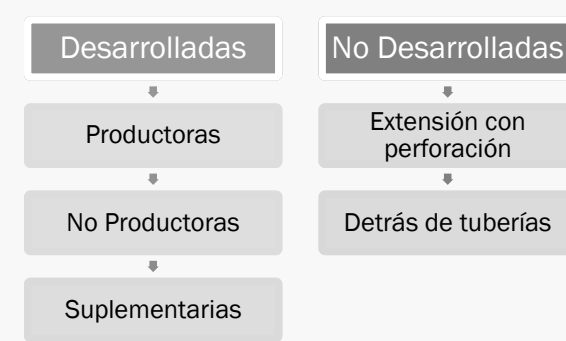 Desarrolladas
Productoras
No Productoras
Suplementarias
No Desarrolladas
Extensión con
perforación
Detrás de tuberías